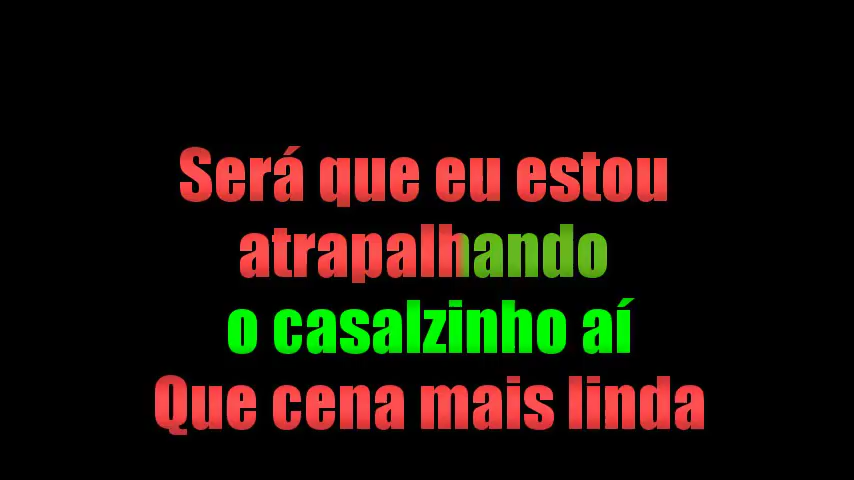 Será que eu estou
atrapalhando
o casalzinho aí
Que cena mais linda